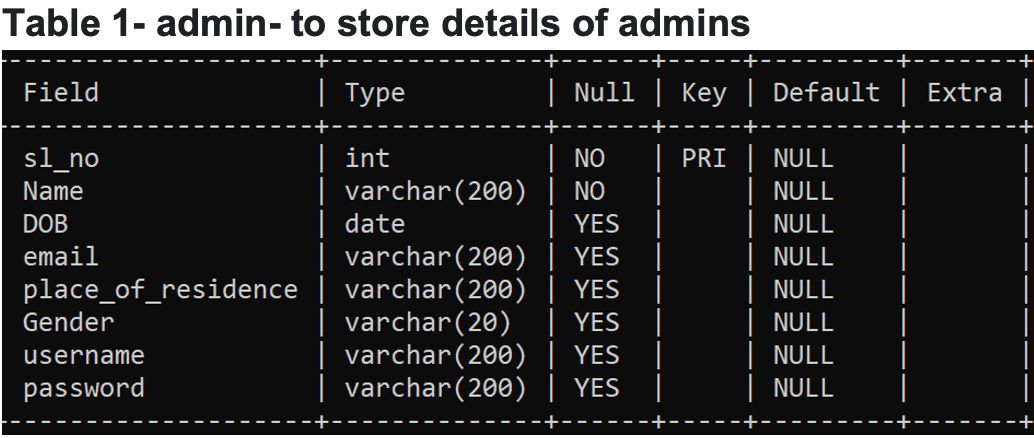 Table 1- admin- to store details of admins
---------------------+--------------+------+-----+---------+-------+
Field | Type | Null | Key | Default | Extra |
---------------------+--------------+------+-----+---------+-------+
sl_no | int | NO | PRI | NULL | |
Name | varchar(200) | NO | | NULL | |
DOB | date | YES | | NULL | |
email | varchar(200) | YES | | NULL | |
place_of_residence | varchar(200) | YES | | NULL | |
Gender | varchar(20) | YES | | NULL | |
username | varchar(200) | YES | | NULL | |
password | varchar(200) | YES | | NULL | |
---------------------+--------------+------+-----+---------+-------+